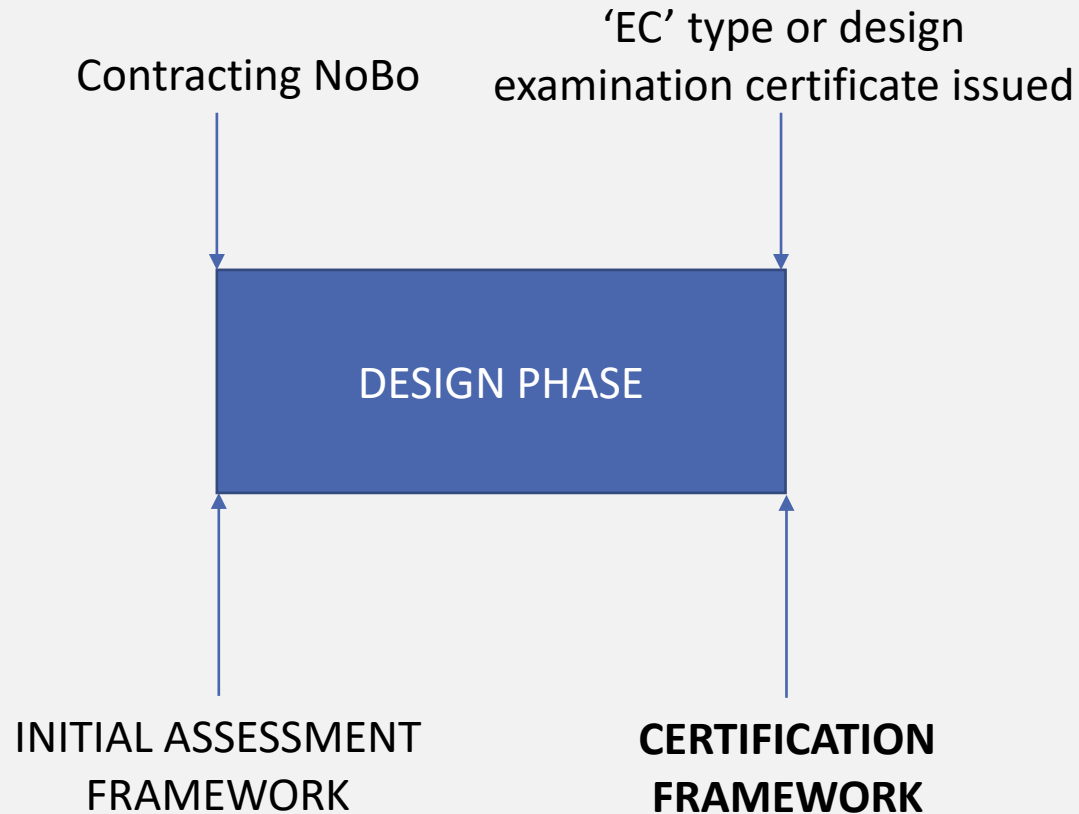 Contracting NoBo
‘EC’ type or design
examination certificate issued
DESIGN PHASE
INITIAL ASSESSMENT
FRAMEWORK
CERTIFICATION
FRAMEWORK